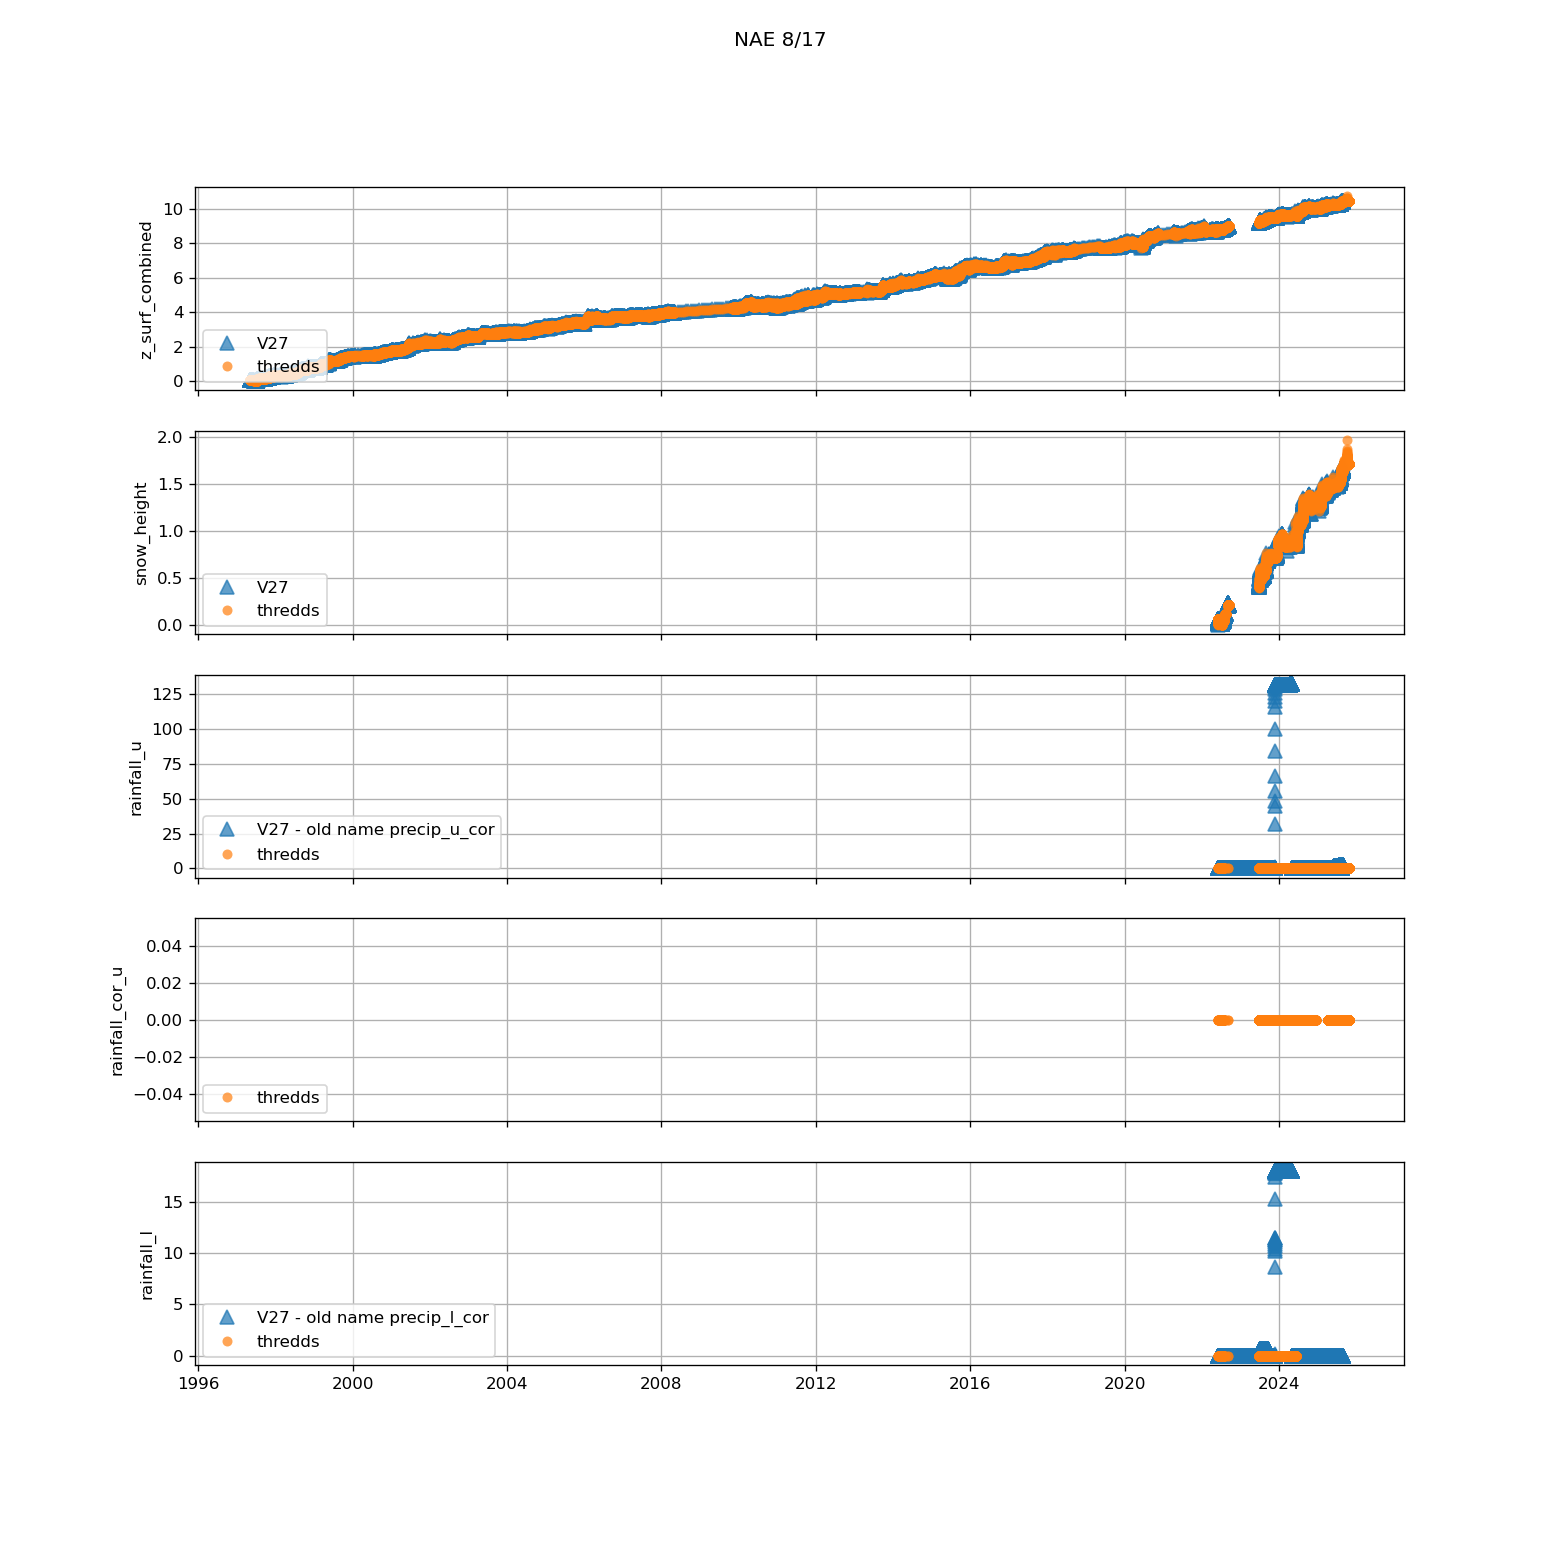 NAE 8/17
10
8
6
4
2
0
z_surf_combined
V27
thredds
2.0
1.5
1.0
0.5
0.0
snow_height
V27
thredds
125
100
75
50
25
0
rainfall_u
V27 - old name precip_u_cor
thredds
0.04
0.02
0.00
−0.02
−0.04
rainfall_cor_u
thredds
15
10
5
0
rainfall_l
V27 - old name precip_l_cor
thredds
1996 2000 2004 2008 2012 2016 2020 2024